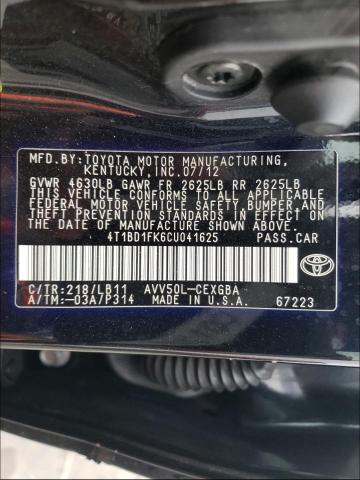 MFD.BY:TOYOTA MOTOR MANUFACTURING,
KENTUCKY,INC.07/12
GVWR 4630LB GAWR FR 2625LB RR 2625LB
THIS VEHICLE CONFORMS TO ALL APPLICABLE
FEDERAL MOTOR VEHICLE SAFETY,BUMPER,AND
THEFT PREVENTION STANDARDS IN EFFECT ON
THE DATE OF MANUFACTURE SHOWN ABOVE.
4T1BD1FK6CU041625 PASS.CAR
C/TR:218/LB11 AVV50L-CEXGBA
A/TM:-03A/P314 MADE IN U.S.A. 67223